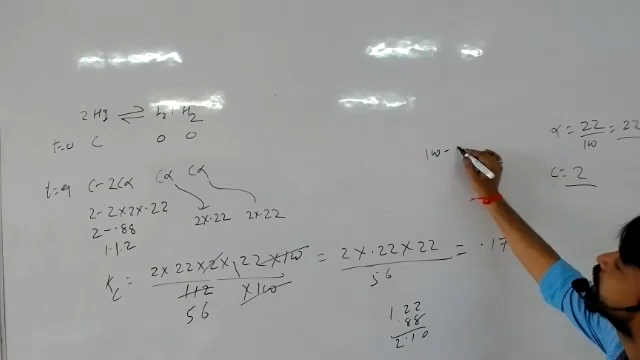 2HI ⇌ I2 + H2
t=0 C 0 0
t=eq C-2Cα Cα Cα
2-2×2×.22 2×.22 2×.22
2-.88
1.1.2
Kc = 2×.22×2×.22×100 / 112 ×100 = 2×.22×22 / 56 = .17
56
1.22
.88
2.10
100-
α = 22/100 = .22
C = 2